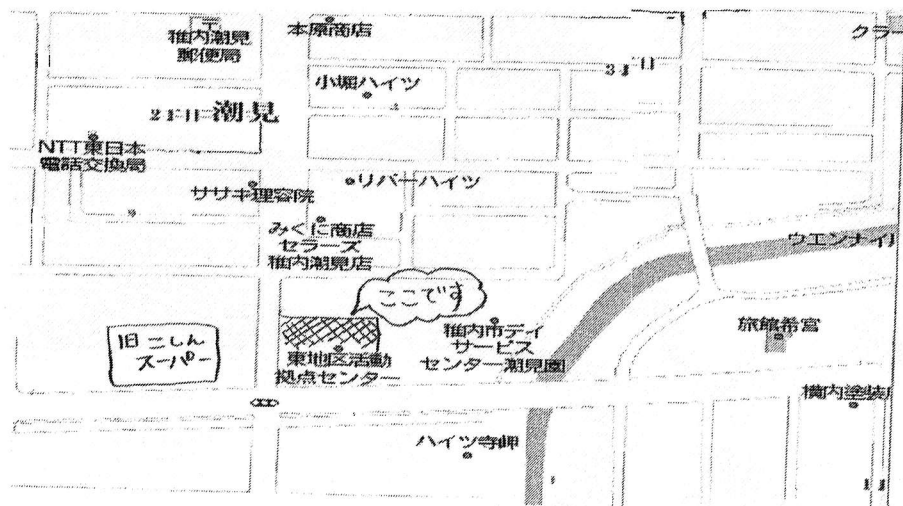 〒
稚内潮見
郵便局
本原商店
クラー
小堀ハイツ
3丁目
2丁目 潮見
NTT東日本
電話交換局
ササキ理容院
リバーハイツ
みくに商店
セラーズ
稚内潮見店
ウエンナイ川
ここです
旧 こしん
スーパー
東地区活動
拠点センター
稚内市デイ
サービス
センター潮見園
旅館希宮
横内塗装店
ハイツ寺岬